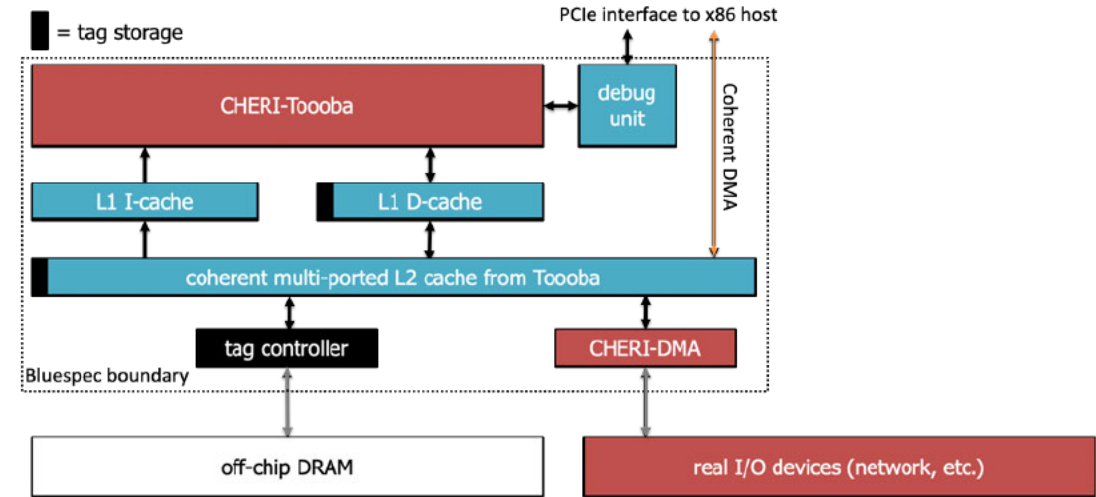 PCIe interface to x86 host
= tag storage
CHERI-Toooba
debug
unit
Coherent DMA
L1 I-cache
L1 D-cache
coherent multi-ported L2 cache from Toooba
tag controller
CHERI-DMA
Bluespec boundary
off-chip DRAM
real I/O devices (network, etc.)